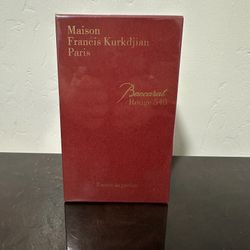 Maison
Francis Kurkdjian
Paris
Baccarat
Rouge 540
Extrait de parfum